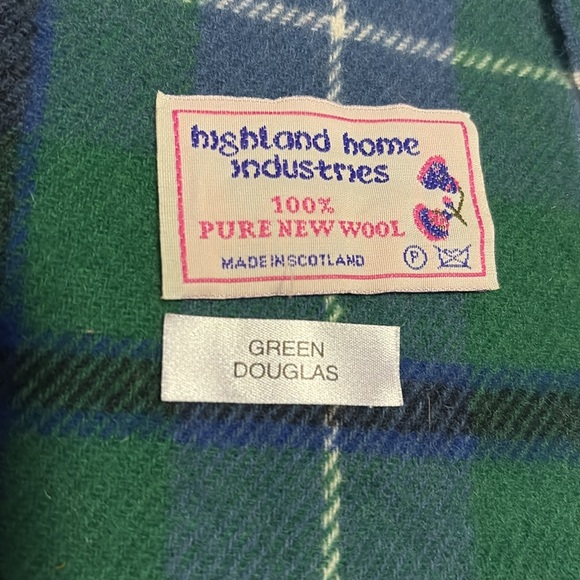 highland home
industries
100%
PURE NEW WOOL
MADE IN SCOTLAND
P
GREEN
DOUGLAS